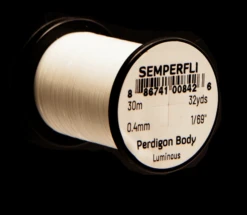 SEMPERFLI
8 86741 00842 6
30m 32yds
0.4mm 1/69"
Perdigon Body
Luminous